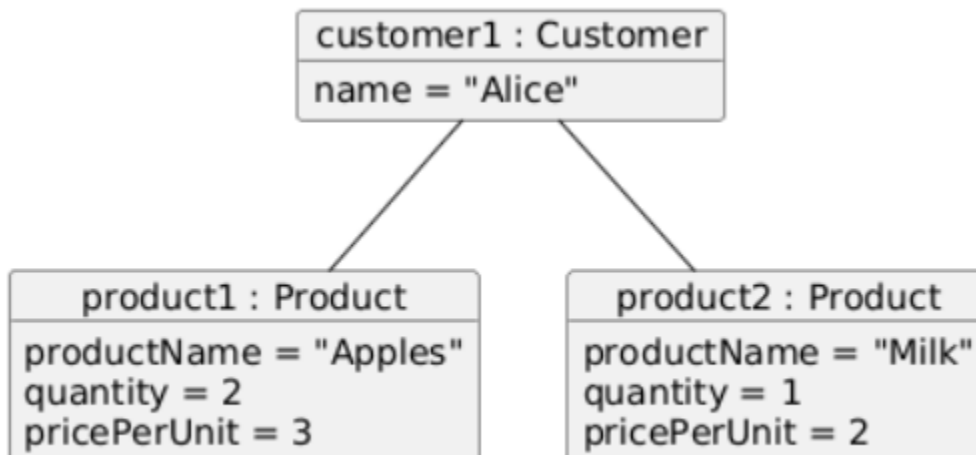 customer1 : Customer
name = "Alice"
product1 : Product
productName = "Apples"
quantity = 2
pricePerUnit = 3
product2 : Product
productName = "Milk"
quantity = 1
pricePerUnit = 2